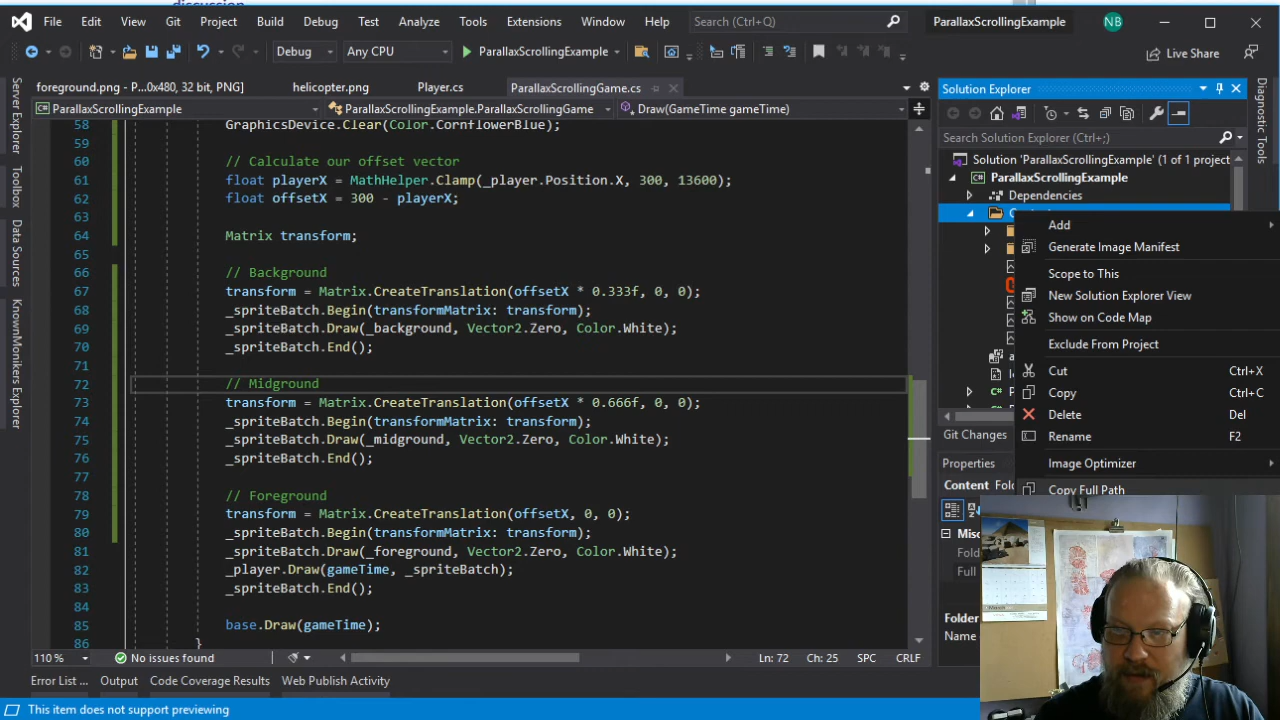 discussion
File Edit View Git Project Build Debug Test Analyze Tools Extensions Window Help Search (Ctrl+Q) ParallaxScrollingExample NB
Debug Any CPU ParallaxScrollingExample Live Share
foreground.png - P...0x480, 32 bit, PNG] helicopter.png Player.cs ParallaxScrollingGame.cs
ParallaxScrollingExample ParallaxScrollingExample.ParallaxScrollingGame Draw(GameTime gameTime)
58 GraphicsDevice.Clear(Color.CornflowerBlue);
59
60 // Calculate our offset vector
61 float playerX = MathHelper.Clamp(_player.Position.X, 300, 13600);
62 float offsetX = 300 - playerX;
63
64 Matrix transform;
65
66 // Background
67 transform = Matrix.CreateTranslation(offsetX * 0.333f, 0, 0);
68 _spriteBatch.Begin(transformMatrix: transform);
69 _spriteBatch.Draw(_background, Vector2.Zero, Color.White);
70 _spriteBatch.End();
71
72 // Midground
73 transform = Matrix.CreateTranslation(offsetX * 0.666f, 0, 0);
74 _spriteBatch.Begin(transformMatrix: transform);
75 _spriteBatch.Draw(_midground, Vector2.Zero, Color.White);
76 _spriteBatch.End();
77
78 // Foreground
79 transform = Matrix.CreateTranslation(offsetX, 0, 0);
80 _spriteBatch.Begin(transformMatrix: transform);
81 _spriteBatch.Draw(_foreground, Vector2.Zero, Color.White);
82 _player.Draw(gameTime, _spriteBatch);
83 _spriteBatch.End();
84
85 base.Draw(gameTime);
86 }
110 % No issues found Ln: 72 Ch: 25 SPC CRLF
Error List ... Output Code Coverage Results Web Publish Activity
This item does not support previewing
Server Explorer
Toolbox
Data Sources
KnownMonikers Explorer
Solution Explorer
Search Solution Explorer (Ctrl+;)
Solution 'ParallaxScrollingExample' (1 of 1 project
ParallaxScrollingExample
Dependencies
Add
Generate Image Manifest
Scope to This
New Solution Explorer View
Show on Code Map
Exclude From Project
Cut Ctrl+X
Copy Ctrl+C
Delete Del
Rename F2
Image Optimizer
Copy Full Path
Git Changes
Properties
Content Fol
Misc
Fold
Full
Folder
Name
Diagnostic Tools